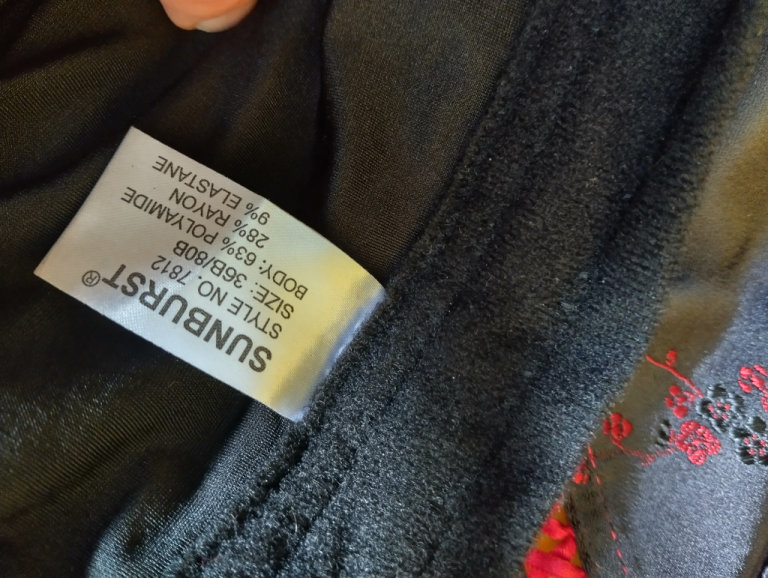 SUNBURST®
STYLE NO. 7812
SIZE: 36B/80B
BODY: 63% POLYAMIDE
28% RAYON
9% ELASTANE